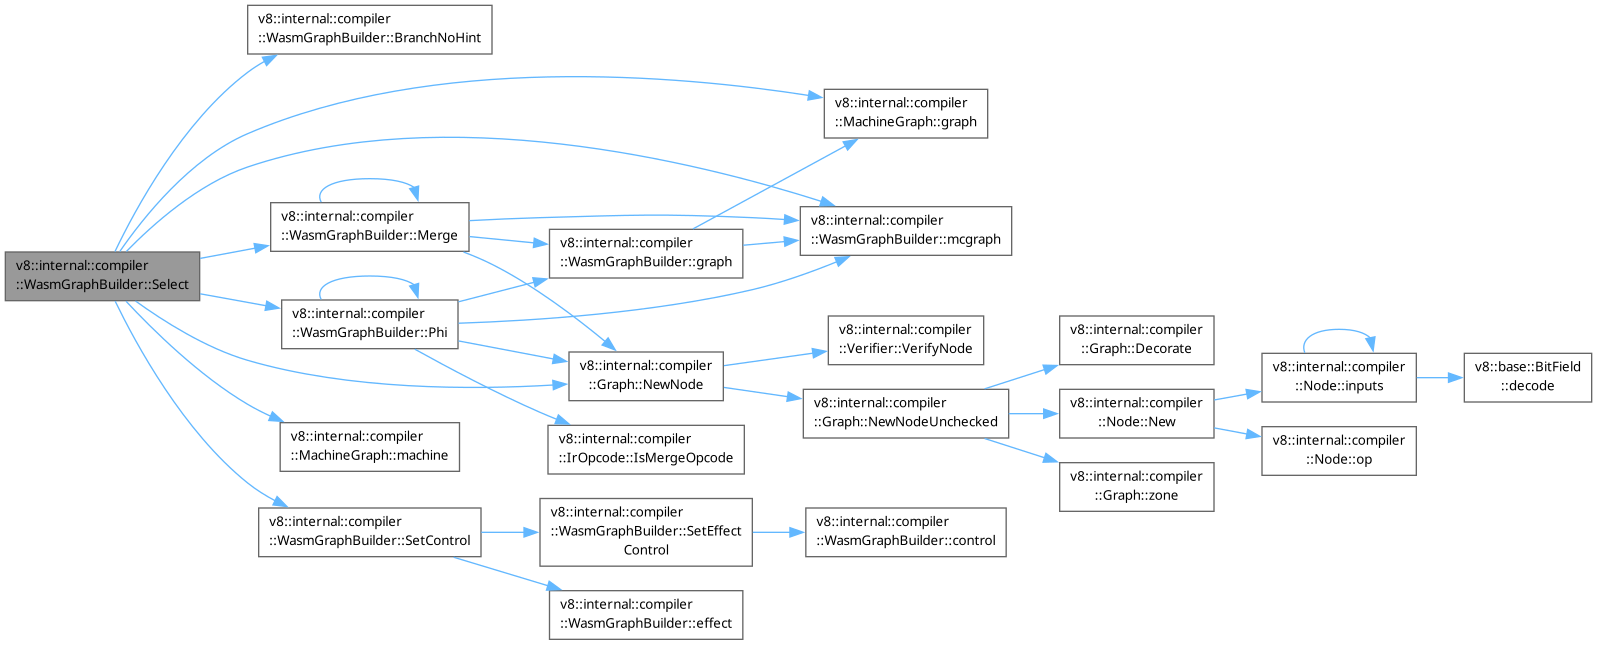 v8::internal::compiler
::WasmGraphBuilder::Select
v8::internal::compiler
::WasmGraphBuilder::BranchNoHint
v8::internal::compiler
::MachineGraph::graph
v8::internal::compiler
::WasmGraphBuilder::mcgraph
v8::internal::compiler
::WasmGraphBuilder::Merge
v8::internal::compiler
::WasmGraphBuilder::graph
v8::internal::compiler
::WasmGraphBuilder::Phi
v8::internal::compiler
::Graph::NewNode
v8::internal::compiler
::Verifier::VerifyNode
v8::internal::compiler
::Graph::NewNodeUnchecked
v8::internal::compiler
::Graph::Decorate
v8::internal::compiler
::Node::New
v8::internal::compiler
::Graph::zone
v8::internal::compiler
::Node::inputs
v8::base::BitField
::decode
v8::internal::compiler
::Node::op
v8::internal::compiler
::IrOpcode::IsMergeOpcode
v8::internal::compiler
::MachineGraph::machine
v8::internal::compiler
::WasmGraphBuilder::SetControl
v8::internal::compiler
::WasmGraphBuilder::SetEffect
Control
v8::internal::compiler
::WasmGraphBuilder::control
v8::internal::compiler
::WasmGraphBuilder::effect